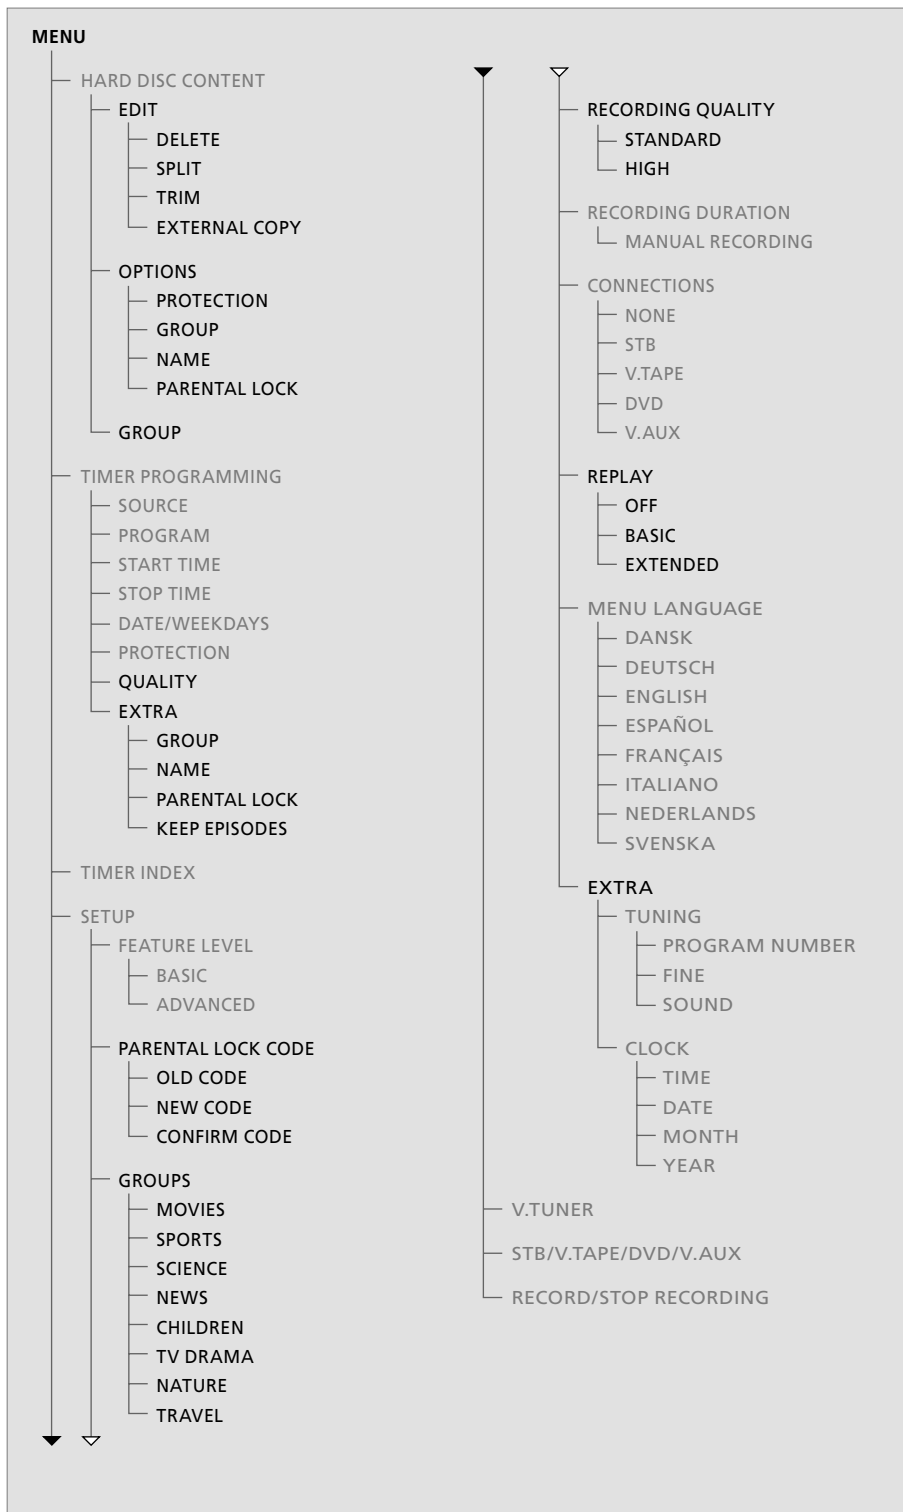 MENU
HARD DISC CONTENT
EDIT
DELETE
SPLIT
TRIM
EXTERNAL COPY
OPTIONS
PROTECTION
GROUP
NAME
PARENTAL LOCK
GROUP
TIMER PROGRAMMING
SOURCE
PROGRAM
START TIME
STOP TIME
DATE/WEEKDAYS
PROTECTION
QUALITY
EXTRA
GROUP
NAME
PARENTAL LOCK
KEEP EPISODES
TIMER INDEX
SETUP
FEATURE LEVEL
BASIC
ADVANCED
PARENTAL LOCK CODE
OLD CODE
NEW CODE
CONFIRM CODE
GROUPS
MOVIES
SPORTS
SCIENCE
NEWS
CHILDREN
TV DRAMA
NATURE
TRAVEL
RECORDING QUALITY
STANDARD
HIGH
RECORDING DURATION
MANUAL RECORDING
CONNECTIONS
NONE
STB
V.TAPE
DVD
V.AUX
REPLAY
OFF
BASIC
EXTENDED
MENU LANGUAGE
DANSK
DEUTSCH
ENGLISH
ESPAÑOL
FRANÇAIS
ITALIANO
NEDERLANDS
SVENSKA
EXTRA
TUNING
PROGRAM NUMBER
FINE
SOUND
CLOCK
TIME
DATE
MONTH
YEAR
V.TUNER
STB/V.TAPE/DVD/V.AUX
RECORD/STOP RECORDING